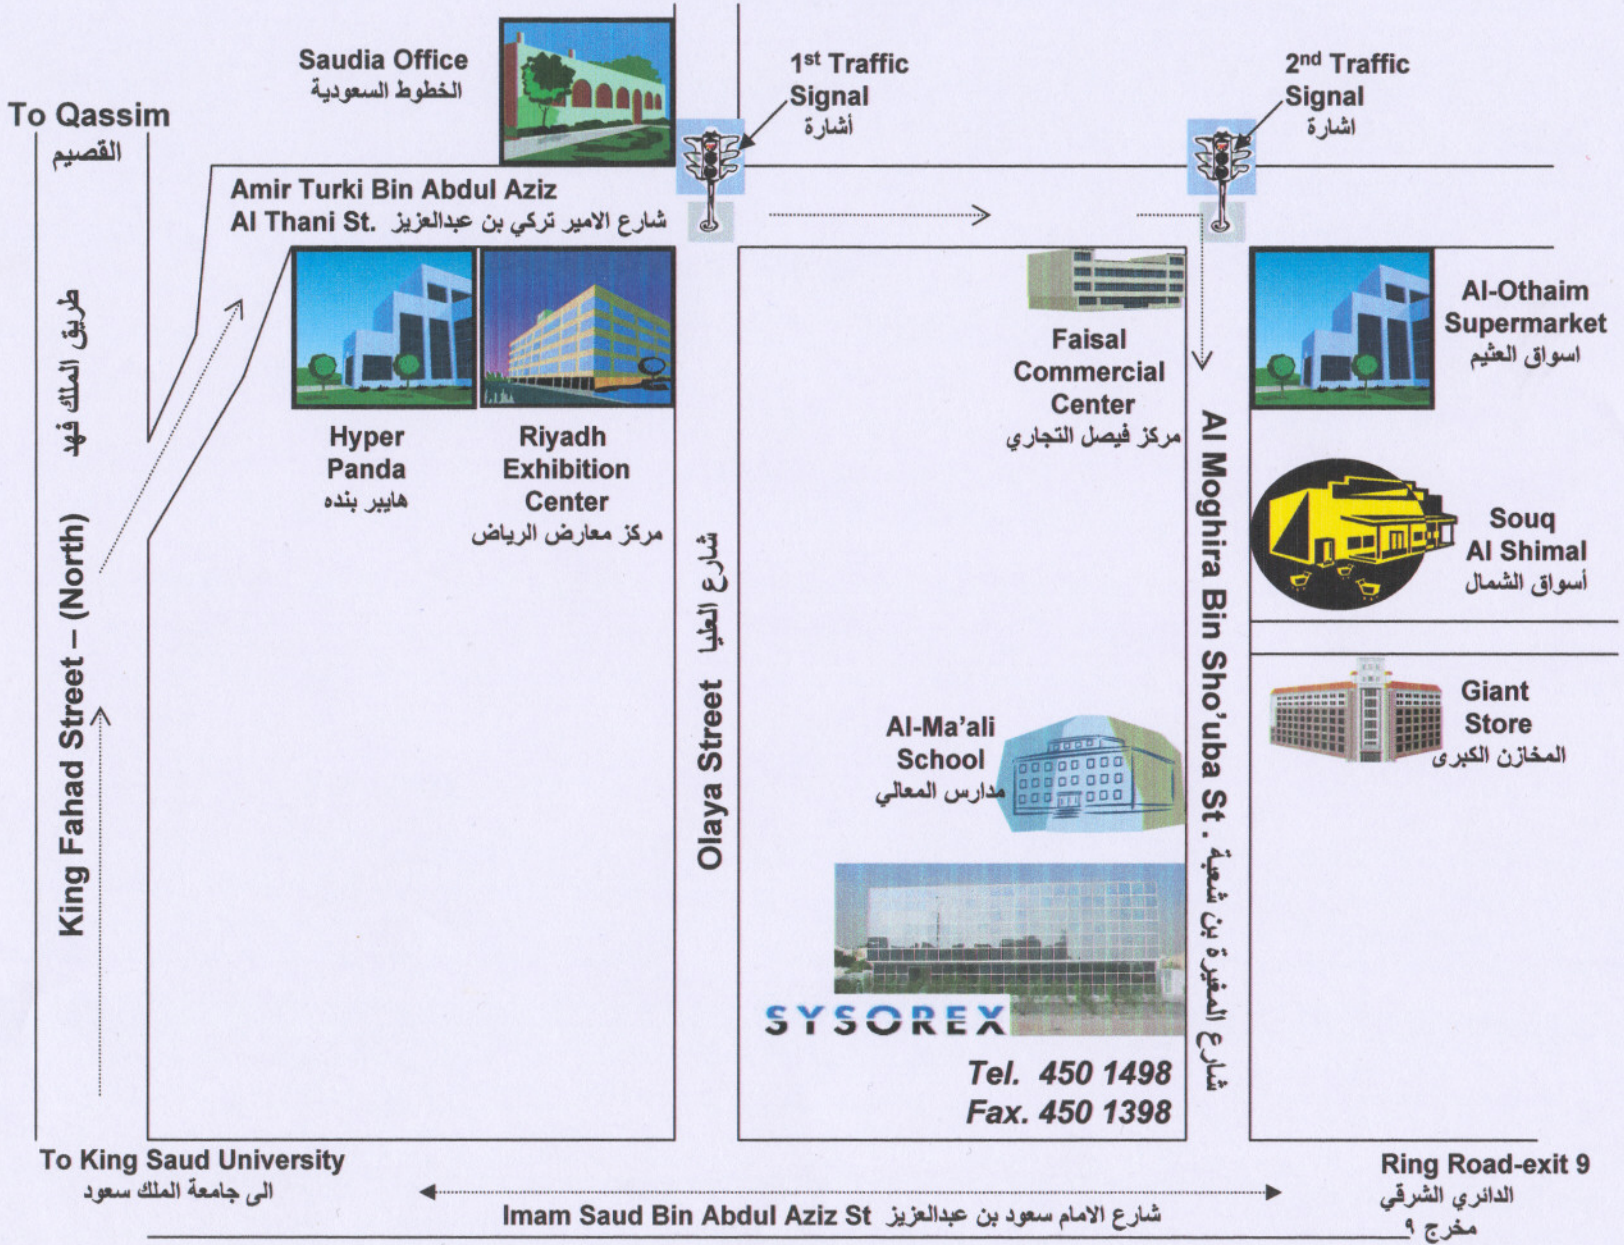 Saudia Office
الخطوط السعودية
1st Traffic
Signal
أشارة
2nd Traffic
Signal
اشارة
To Qassim
القصيم
Amir Turki Bin Abdul Aziz
Al Thani St. شارع الامير تركي بن عبدالعزيز
طريق الملك فهد
King Fahad Street – (North)
Hyper
Panda
هايبر بنده
Riyadh
Exhibition
Center
مركز معارض الرياض
شارع العليا
Olaya Street
Faisal
Commercial
Center
مركز فيصل التجاري
Al Moghira Bin Sho'uba St .
شارع المغيرة بن شعبة
Al-Othaim
Supermarket
اسواق العثيم
Souq
Al Shimal
أسواق الشمال
Giant
Store
المخازن الكبرى
Al-Ma'ali
School
مدارس المعالي
SYSOREX
Tel. 450 1498
Fax. 450 1398
To King Saud University
الى جامعة الملك سعود
Imam Saud Bin Abdul Aziz St شارع الامام سعود بن عبدالعزيز
Ring Road-exit 9
الدائري الشرقي
مخرج ٩